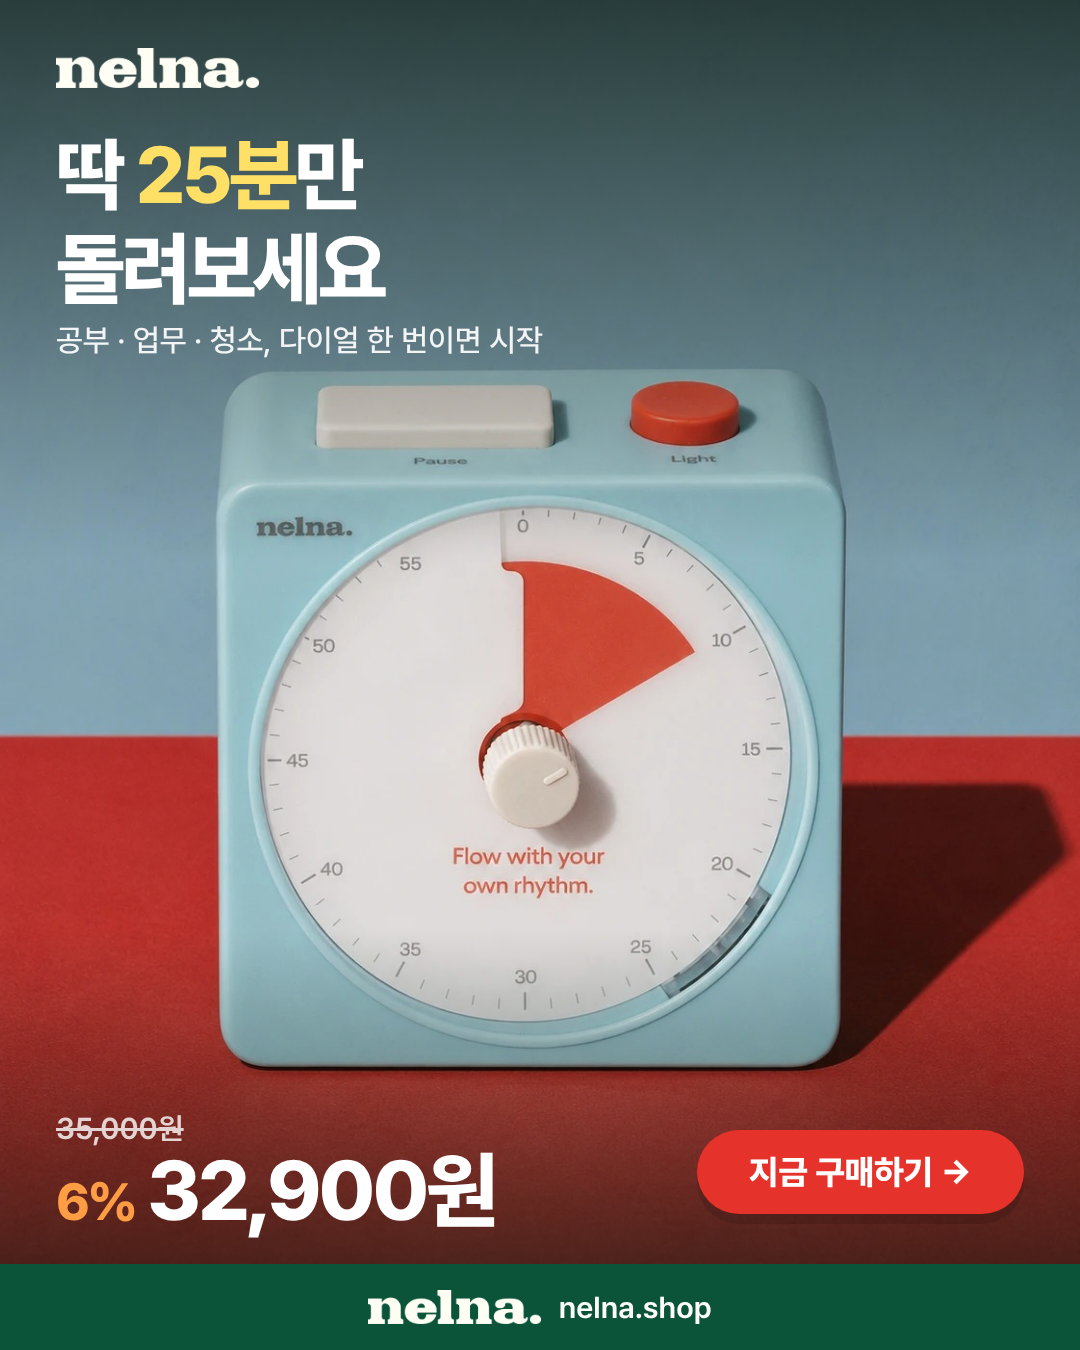 nelna.
딱 25분만
돌려보세요
공부 · 업무 · 청소, 다이얼 한 번이면 시작
Pause
Light
nelna.
0
5
10
15
20
25
30
35
40
45
50
55
Flow with your
own rhythm.
35,000원
6% 32,900원
지금 구매하기 →
nelna. nelna.shop